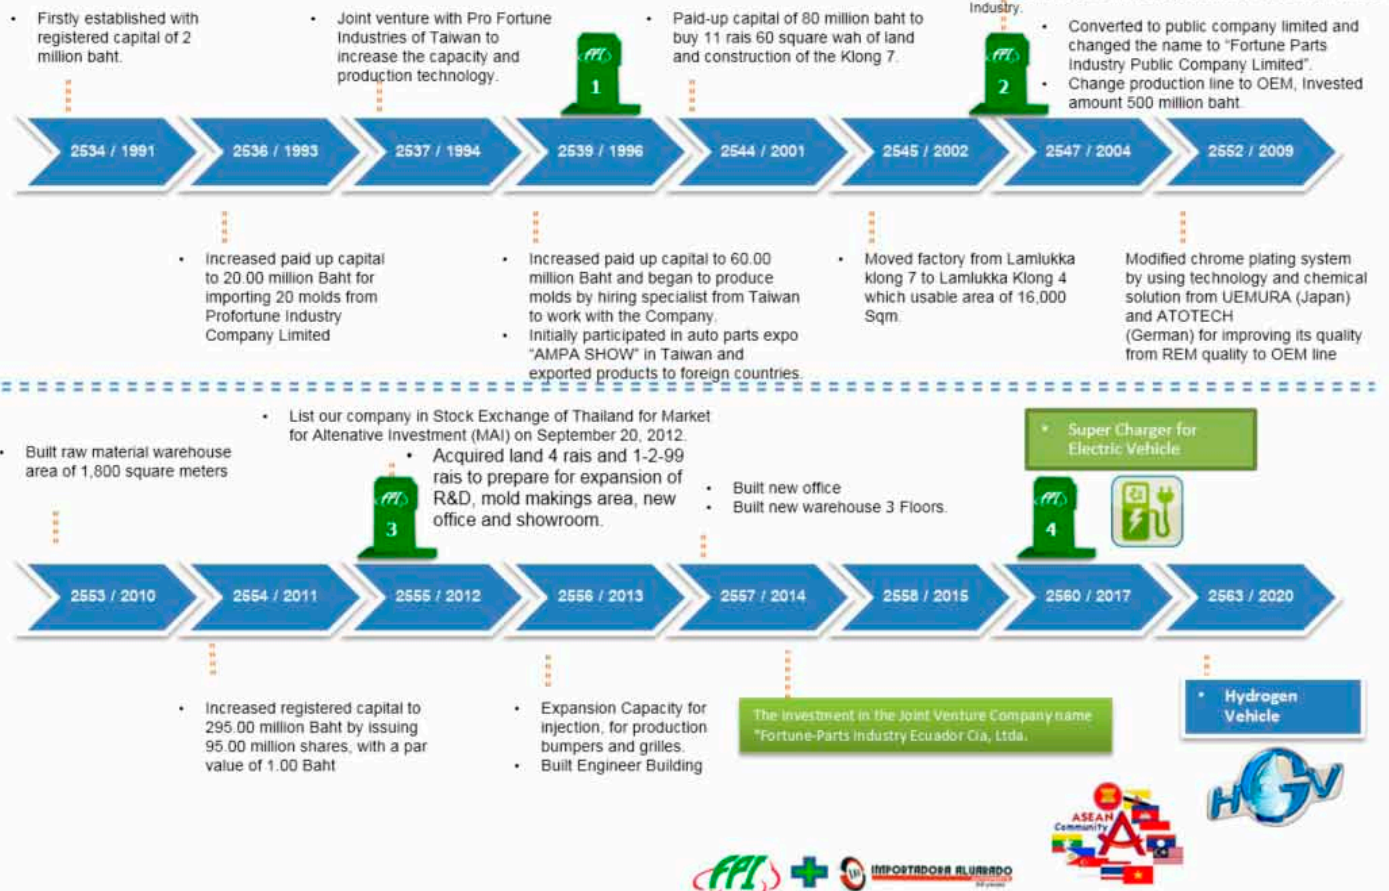 • Firstly established with
registered capital of 2
million baht.
• Joint venture with Pro Fortune
Industries of Taiwan to
increase the capacity and
production technology.
FPI
1
• Paid-up capital of 80 million baht to
buy 11 rais 60 square wah of land
and construction of the Klong 7.
Industry.
FPI
2
• Converted to public company limited and
changed the name to “Fortune Parts
Industry Public Company Limited”.
• Change production line to OEM, Invested
amount 500 million baht.
2534 / 1991
2536 / 1993
2537 / 1994
2539 / 1996
2544 / 2001
2545 / 2002
2547 / 2004
2552 / 2009
• Increased paid up capital
to 20.00 million Baht for
importing 20 molds from
Profortune Industry
Company Limited
• Increased paid up capital to 60.00
million Baht and began to produce
molds by hiring specialist from Taiwan
to work with the Company.
• Initially participated in auto parts expo
“AMPA SHOW” in Taiwan and
exported products to foreign countries.
• Moved factory from Lamlukka
klong 7 to Lamlukka Klong 4
which usable area of 16,000
Sqm.
Modified chrome plating system
by using technology and chemical
solution from UEMURA (Japan)
and ATOTECH
(German) for improving its quality
from REM quality to OEM line
• Built raw material warehouse
area of 1,800 square meters
• List our company in Stock Exchange of Thailand for Market
for Altenative Investment (MAI) on September 20, 2012.
• Acquired land 4 rais and 1-2-99
rais to prepare for expansion of
R&D, mold makings area, new
office and showroom.
FPI
3
• Built new office
• Built new warehouse 3 Floors.
• Super Charger for
Electric Vehicle
FPI
4
2553 / 2010
2554 / 2011
2555 / 2012
2556 / 2013
2557 / 2014
2558 / 2015
2560 / 2017
2563 / 2020
• Increased registered capital to
295.00 million Baht by issuing
95.00 million shares, with a par
value of 1.00 Baht
• Expansion Capacity for
injection, for production
bumpers and grilles.
• Built Engineer Building
The investment in the Joint Venture Company name
"Fortune-Parts Industry Ecuador Cia, Ltda.
• Hydrogen
Vehicle
HGV
ASEAN
Community
FPI
IMPORTADORA ALVARADO